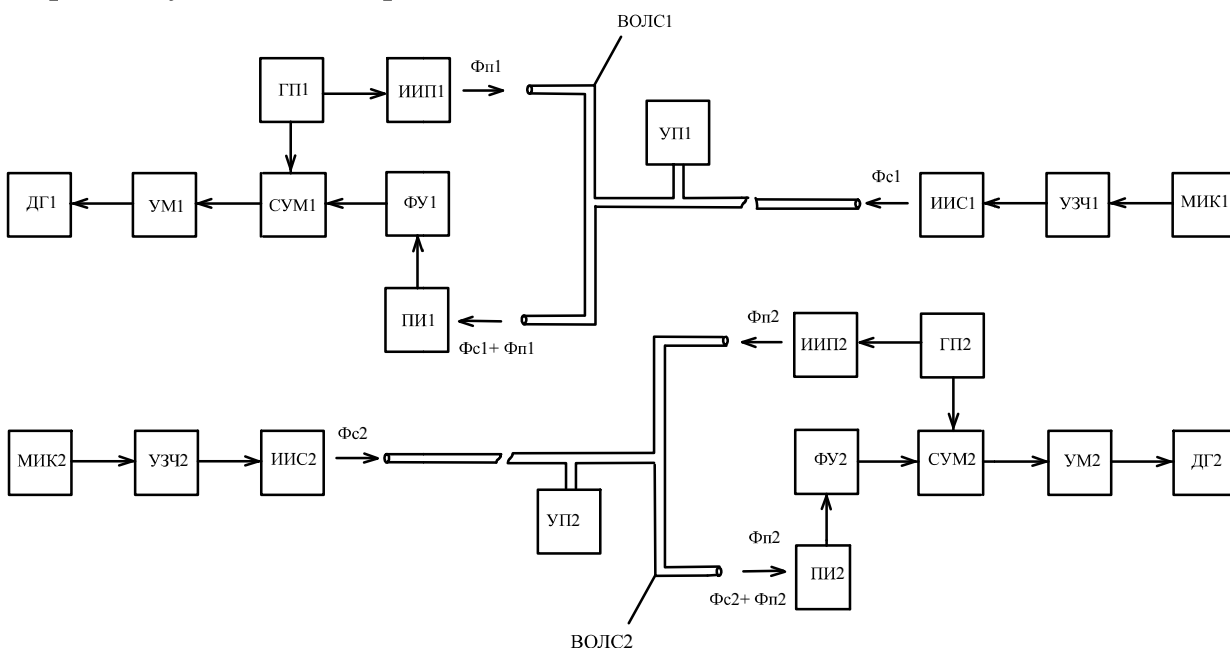 ВОЛС1
ГП1
ИИП1
Фп1
УП1
ДГ1
УМ1
СУМ1
ФУ1
Фс1
ИИС1
УЗЧ1
МИК1
ПИ1
Фс1+ Фп1
Фп2
ИИП2
ГП2
МИК2
УЗЧ2
ИИС2
Фс2
ФУ2
СУМ2
УМ2
ДГ2
УП2
Фп2
ПИ2
Фс2+ Фп2
ВОЛС2